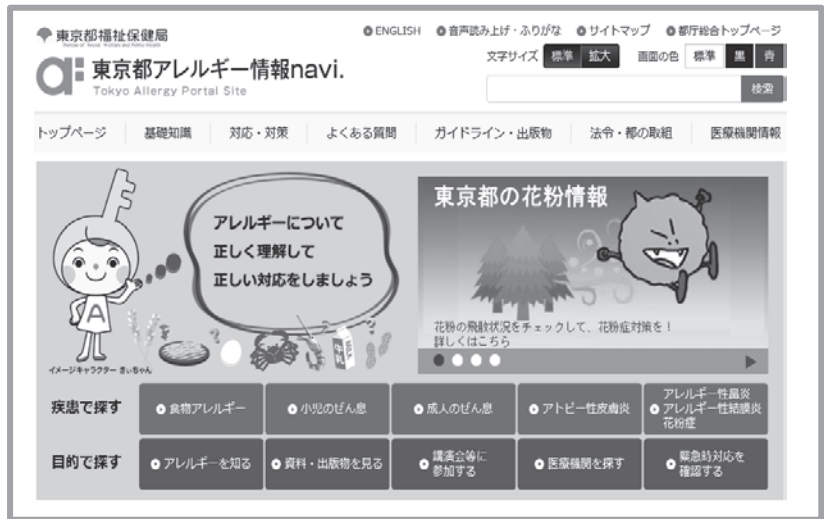 東京都福祉保健局
ENGLISH 音声読み上げ・ふりがな サイトマップ 都庁総合トップページ
Bureau of Social Welfare and Public Health
東京都アレルギー情報navi.
Tokyo Allergy Portal Site
文字サイズ 標準 拡大 画面の色 標準 黒 青
検索
トップページ 基礎知識 対応・対策 よくある質問 ガイドライン・出版物 法令・都の取組 医療機関情報
アレルギーについて
正しく理解して
正しい対応をしましょう
A
MILK
牛乳
イメージキャラクター きぃちゃん
東京都の花粉情報
花粉の飛散状況をチェックして、花粉症対策を!
詳しくはこちら
疾患で探す
食物アレルギー
小児のぜん息
成人のぜん息
アトピー性皮膚炎
アレルギー性鼻炎
アレルギー性結膜炎
花粉症
目的で探す
アレルギーを知る
資料・出版物を見る
講演会等に
参加する
医療機関を探す
緊急時対応を
確認する